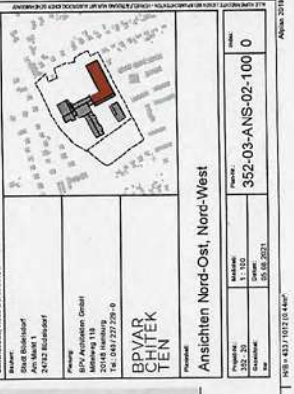 Bauherr:
Stadt Büdelsdorf
Am Markt 1
24782 Büdelsdorf
Planung:
BPV Architekten GmbH
Mittelweg 118
20148 Hamburg
Tel.: 040 / 227 229 - 0
BPVAR
CHITEK
TEN
Planinhalt:
Ansichten Nord-Ost, Nord-West
Projekt-Nr.:
352 - 20
Maßstab:
1 : 100
Plan-Nr.:
352-03-ANS-02-100
Index:
0
Gezeichnet:
Datum:
05.08.2021
H/B = 433 / 1012 (0.44m²)
Allplan 2019